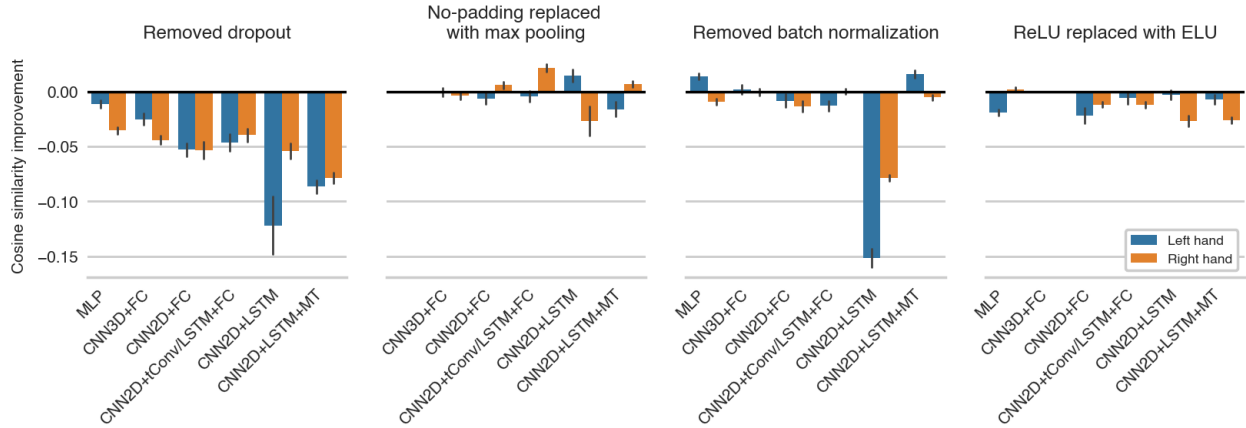 Removed dropout
No-padding replaced
with max pooling
Removed batch normalization
ReLU replaced with ELU
Cosine similarity improvement
0.00
−0.05
−0.10
−0.15
MLP
CNN3D+FC
CNN2D+FC
CNN2D+tConv/LSTM+FC
CNN2D+LSTM
CNN2D+LSTM+MT
CNN3D+FC
CNN2D+FC
CNN2D+tConv/LSTM+FC
CNN2D+LSTM
CNN2D+LSTM+MT
MLP
CNN3D+FC
CNN2D+FC
CNN2D+tConv/LSTM+FC
CNN2D+LSTM
CNN2D+LSTM+MT
MLP
CNN3D+FC
CNN2D+FC
CNN2D+tConv/LSTM+FC
CNN2D+LSTM
CNN2D+LSTM+MT
Left hand
Right hand